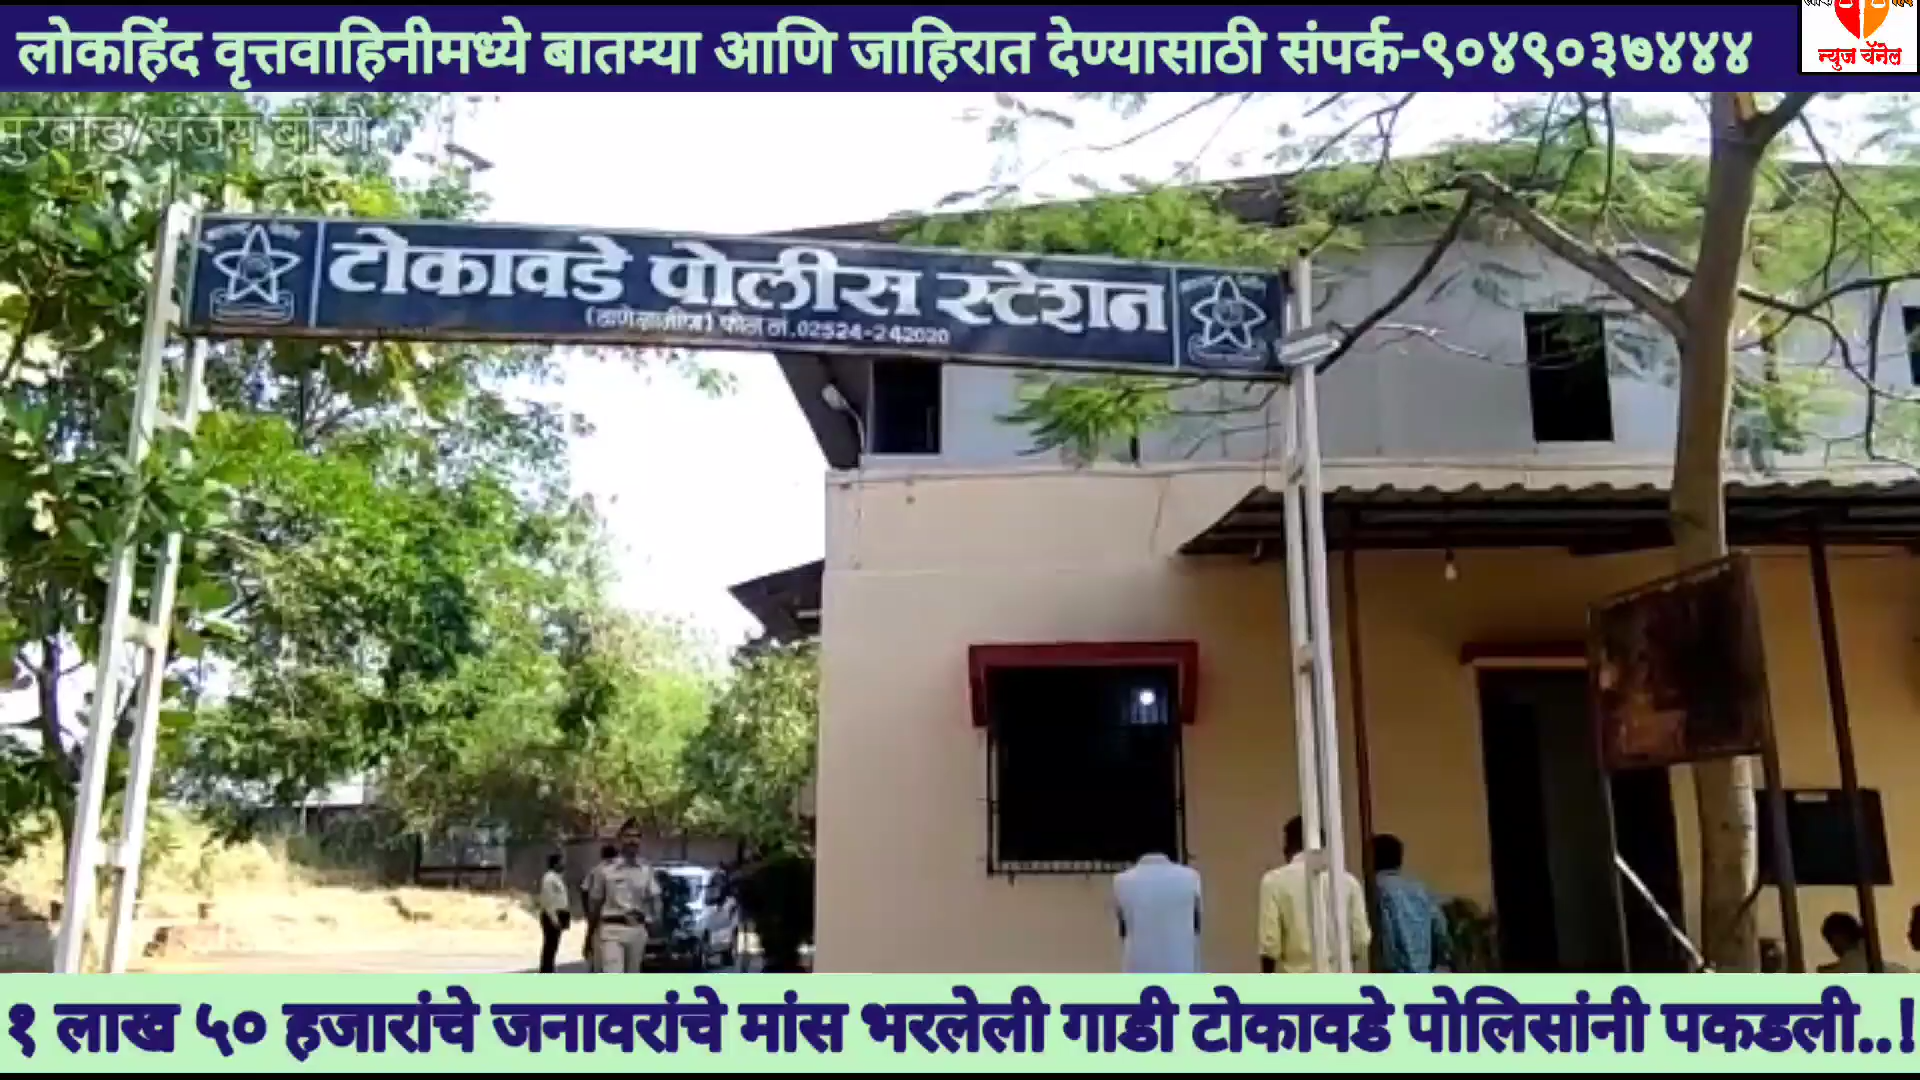 लोकहिंद वृत्तवाहिनीमध्ये बातम्या आणि जाहिरात देण्यासाठी संपर्क-९०४९०३७४४४
न्युज चॅनेल
मुरबाड/संजय बोरगे
टोकावडे पोलीस स्टेशन
(ठाणे ग्रामीण) फोन नं.02524-242020
१ लाख ५० हजारांचे जनावरांचे मांस भरलेली गाडी टोकावडे पोलिसांनी पकडली..!